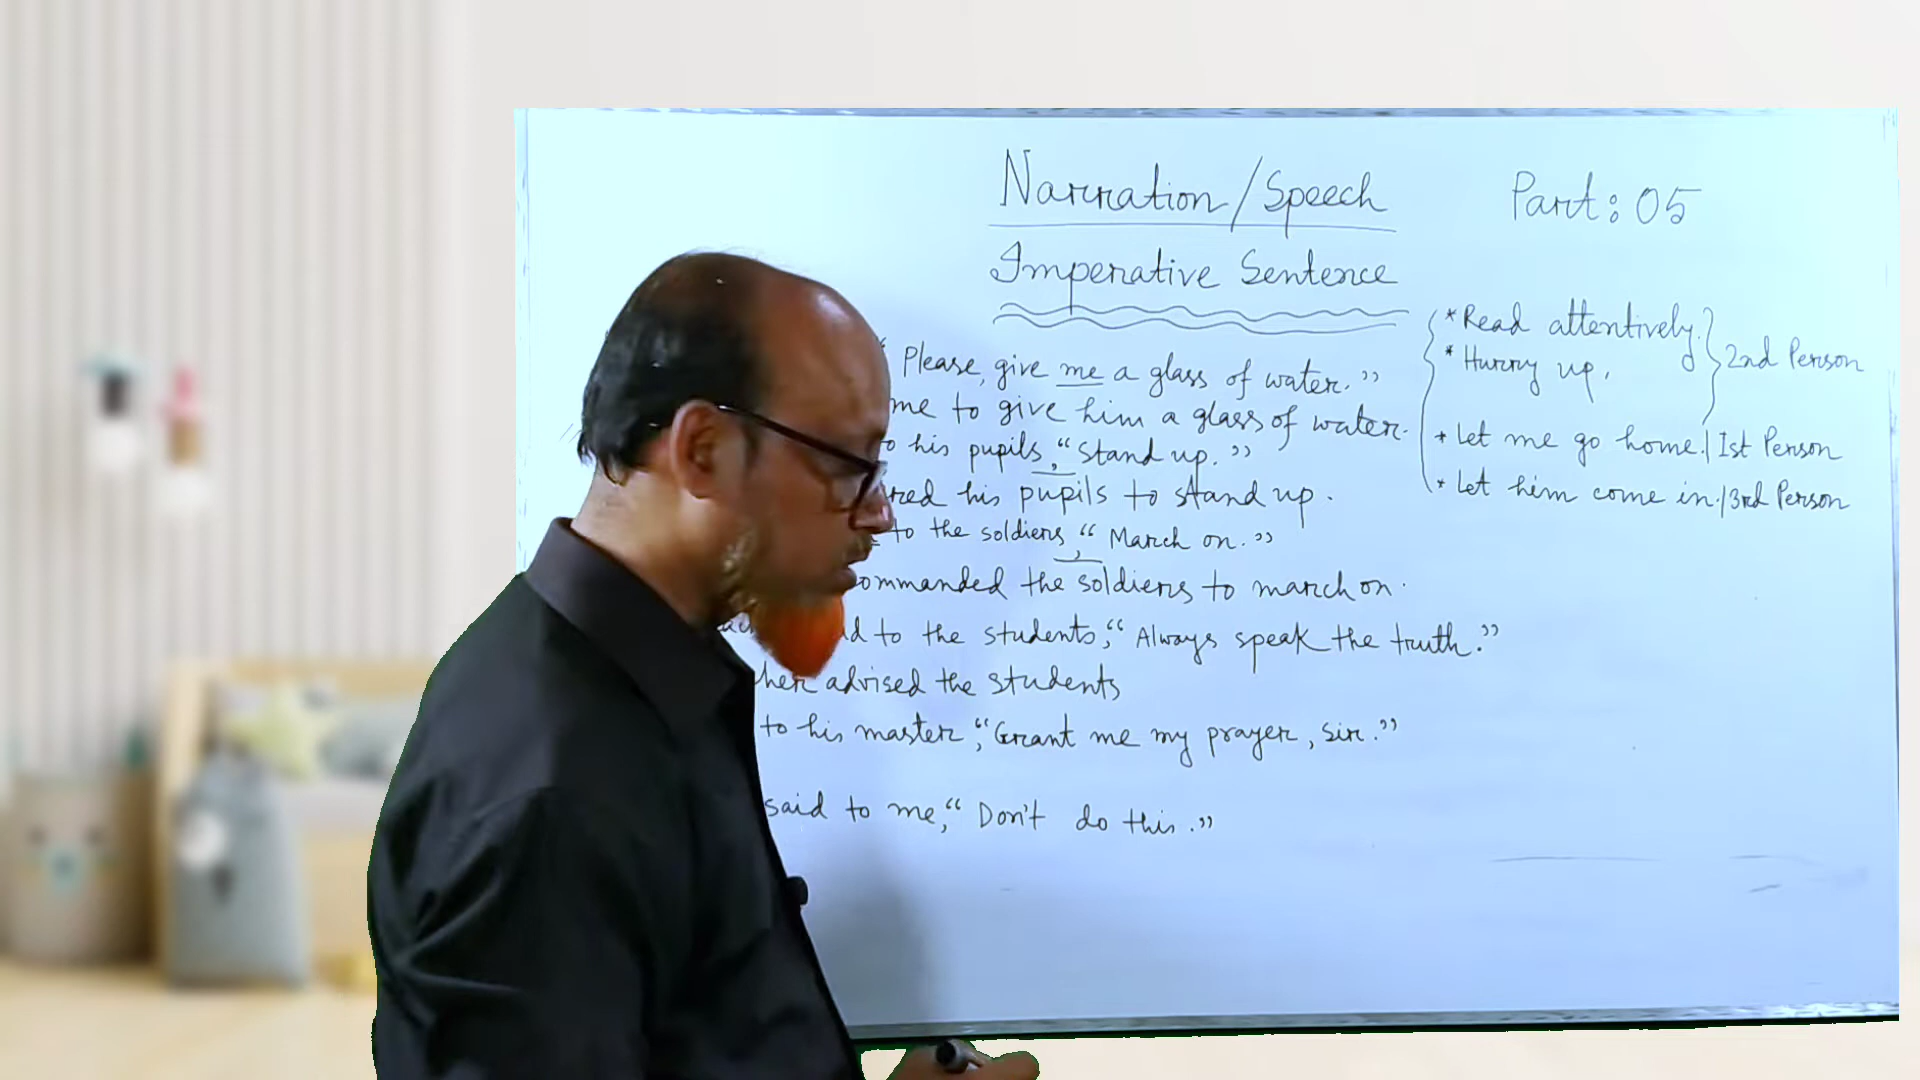 Narration/Speech
Part: 05
Imperative Sentence
Please, give me a glass of water.”
me to give him a glass of water.
to his pupils, “Stand up.”
red his pupils to stand up.
to the soldiers, “March on.”
ommanded the soldiers to march on.
d to the students, “Always speak the truth.”
her advised the students
to his master, “Grant me my prayer, Sir.”
said to me, “Don't do this.”
* Read attentively.
* Hurry up.
2nd Person
* Let me go home. 1st Person
* Let him come in. 3rd Person